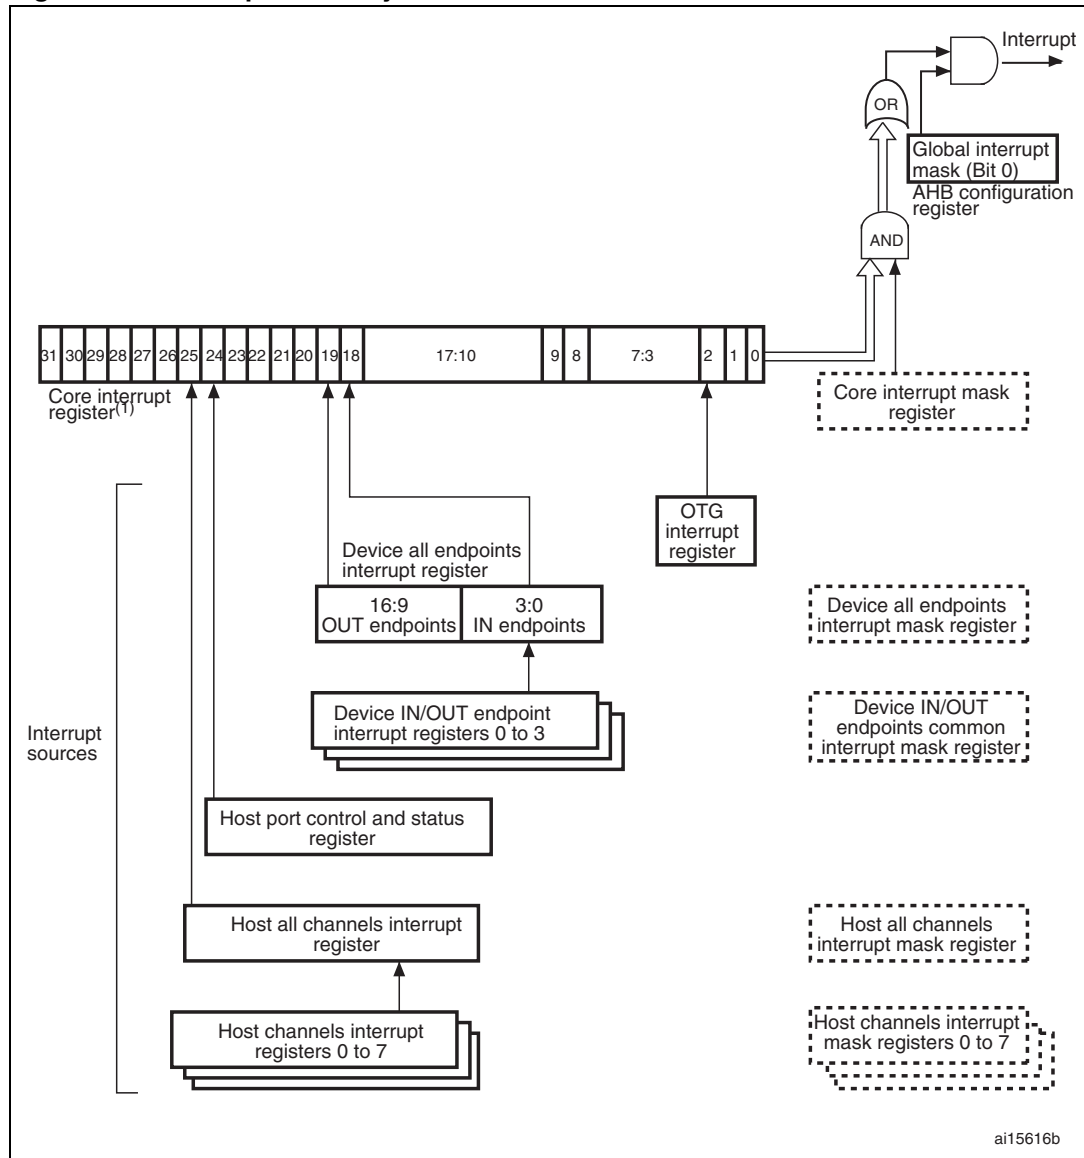 Interrupt
OR
Global interrupt
mask (Bit 0)
AHB configuration
register
AND
31 30 29 28 27 26 25 24 23 22 21 20 19 18 17:10 9 8 7:3 2 1 0
Core interrupt
register(1)
Core interrupt mask
register
OTG
interrupt
register
Device all endpoints
interrupt register
16:9
OUT endpoints
3:0
IN endpoints
Device all endpoints
interrupt mask register
Device IN/OUT endpoint
interrupt registers 0 to 3
Device IN/OUT
endpoints common
interrupt mask register
Interrupt
sources
Host port control and status
register
Host all channels interrupt
register
Host all channels
interrupt mask register
Host channels interrupt
registers 0 to 7
Host channels interrupt
mask registers 0 to 7
ai15616b